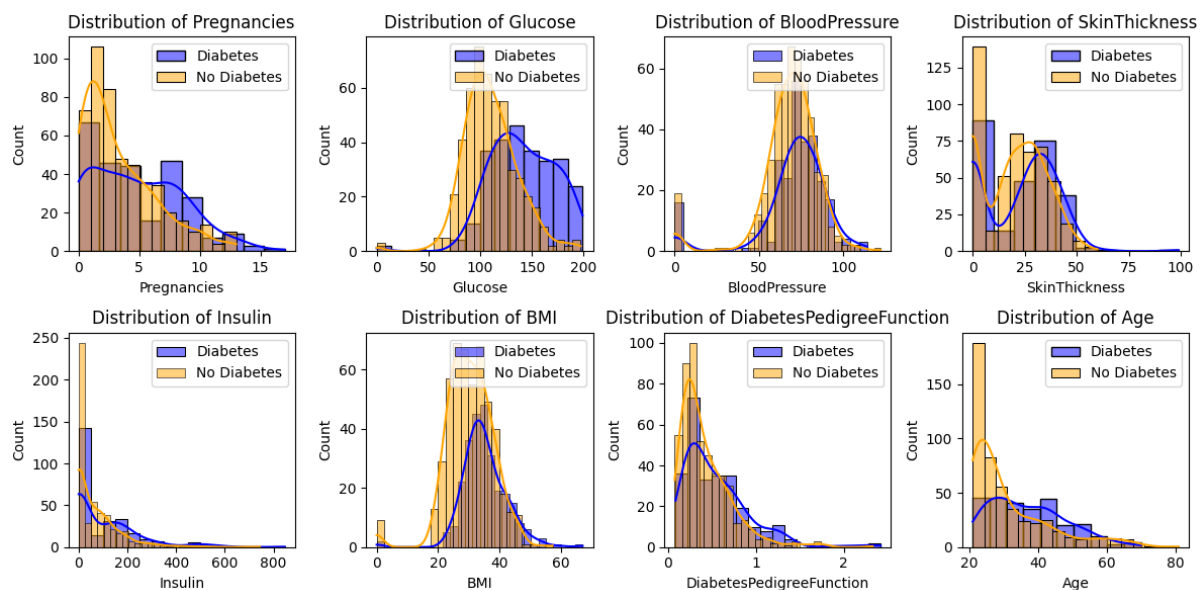 Distribution of Pregnancies
Diabetes
No Diabetes
100
80
60
40
20
0
Count
0 5 10 15
Pregnancies
Distribution of Glucose
Diabetes
No Diabetes
60
40
20
0
Count
0 50 100 150 200
Glucose
Distribution of BloodPressure
Diabetes
No Diabetes
60
40
20
0
Count
0 50 100
BloodPressure
Distribution of SkinThickness
Diabetes
No Diabetes
125
100
75
50
25
0
Count
0 25 50 75 100
SkinThickness
Distribution of Insulin
Diabetes
No Diabetes
250
200
150
100
50
0
Count
0 200 400 600 800
Insulin
Distribution of BMI
Diabetes
No Diabetes
60
40
20
0
Count
0 20 40 60
BMI
Distribution of DiabetesPedigreeFunction
Diabetes
No Diabetes
100
80
60
40
20
0
Count
0 1 2
DiabetesPedigreeFunction
Distribution of Age
Diabetes
No Diabetes
150
100
50
0
Count
20 40 60 80
Age